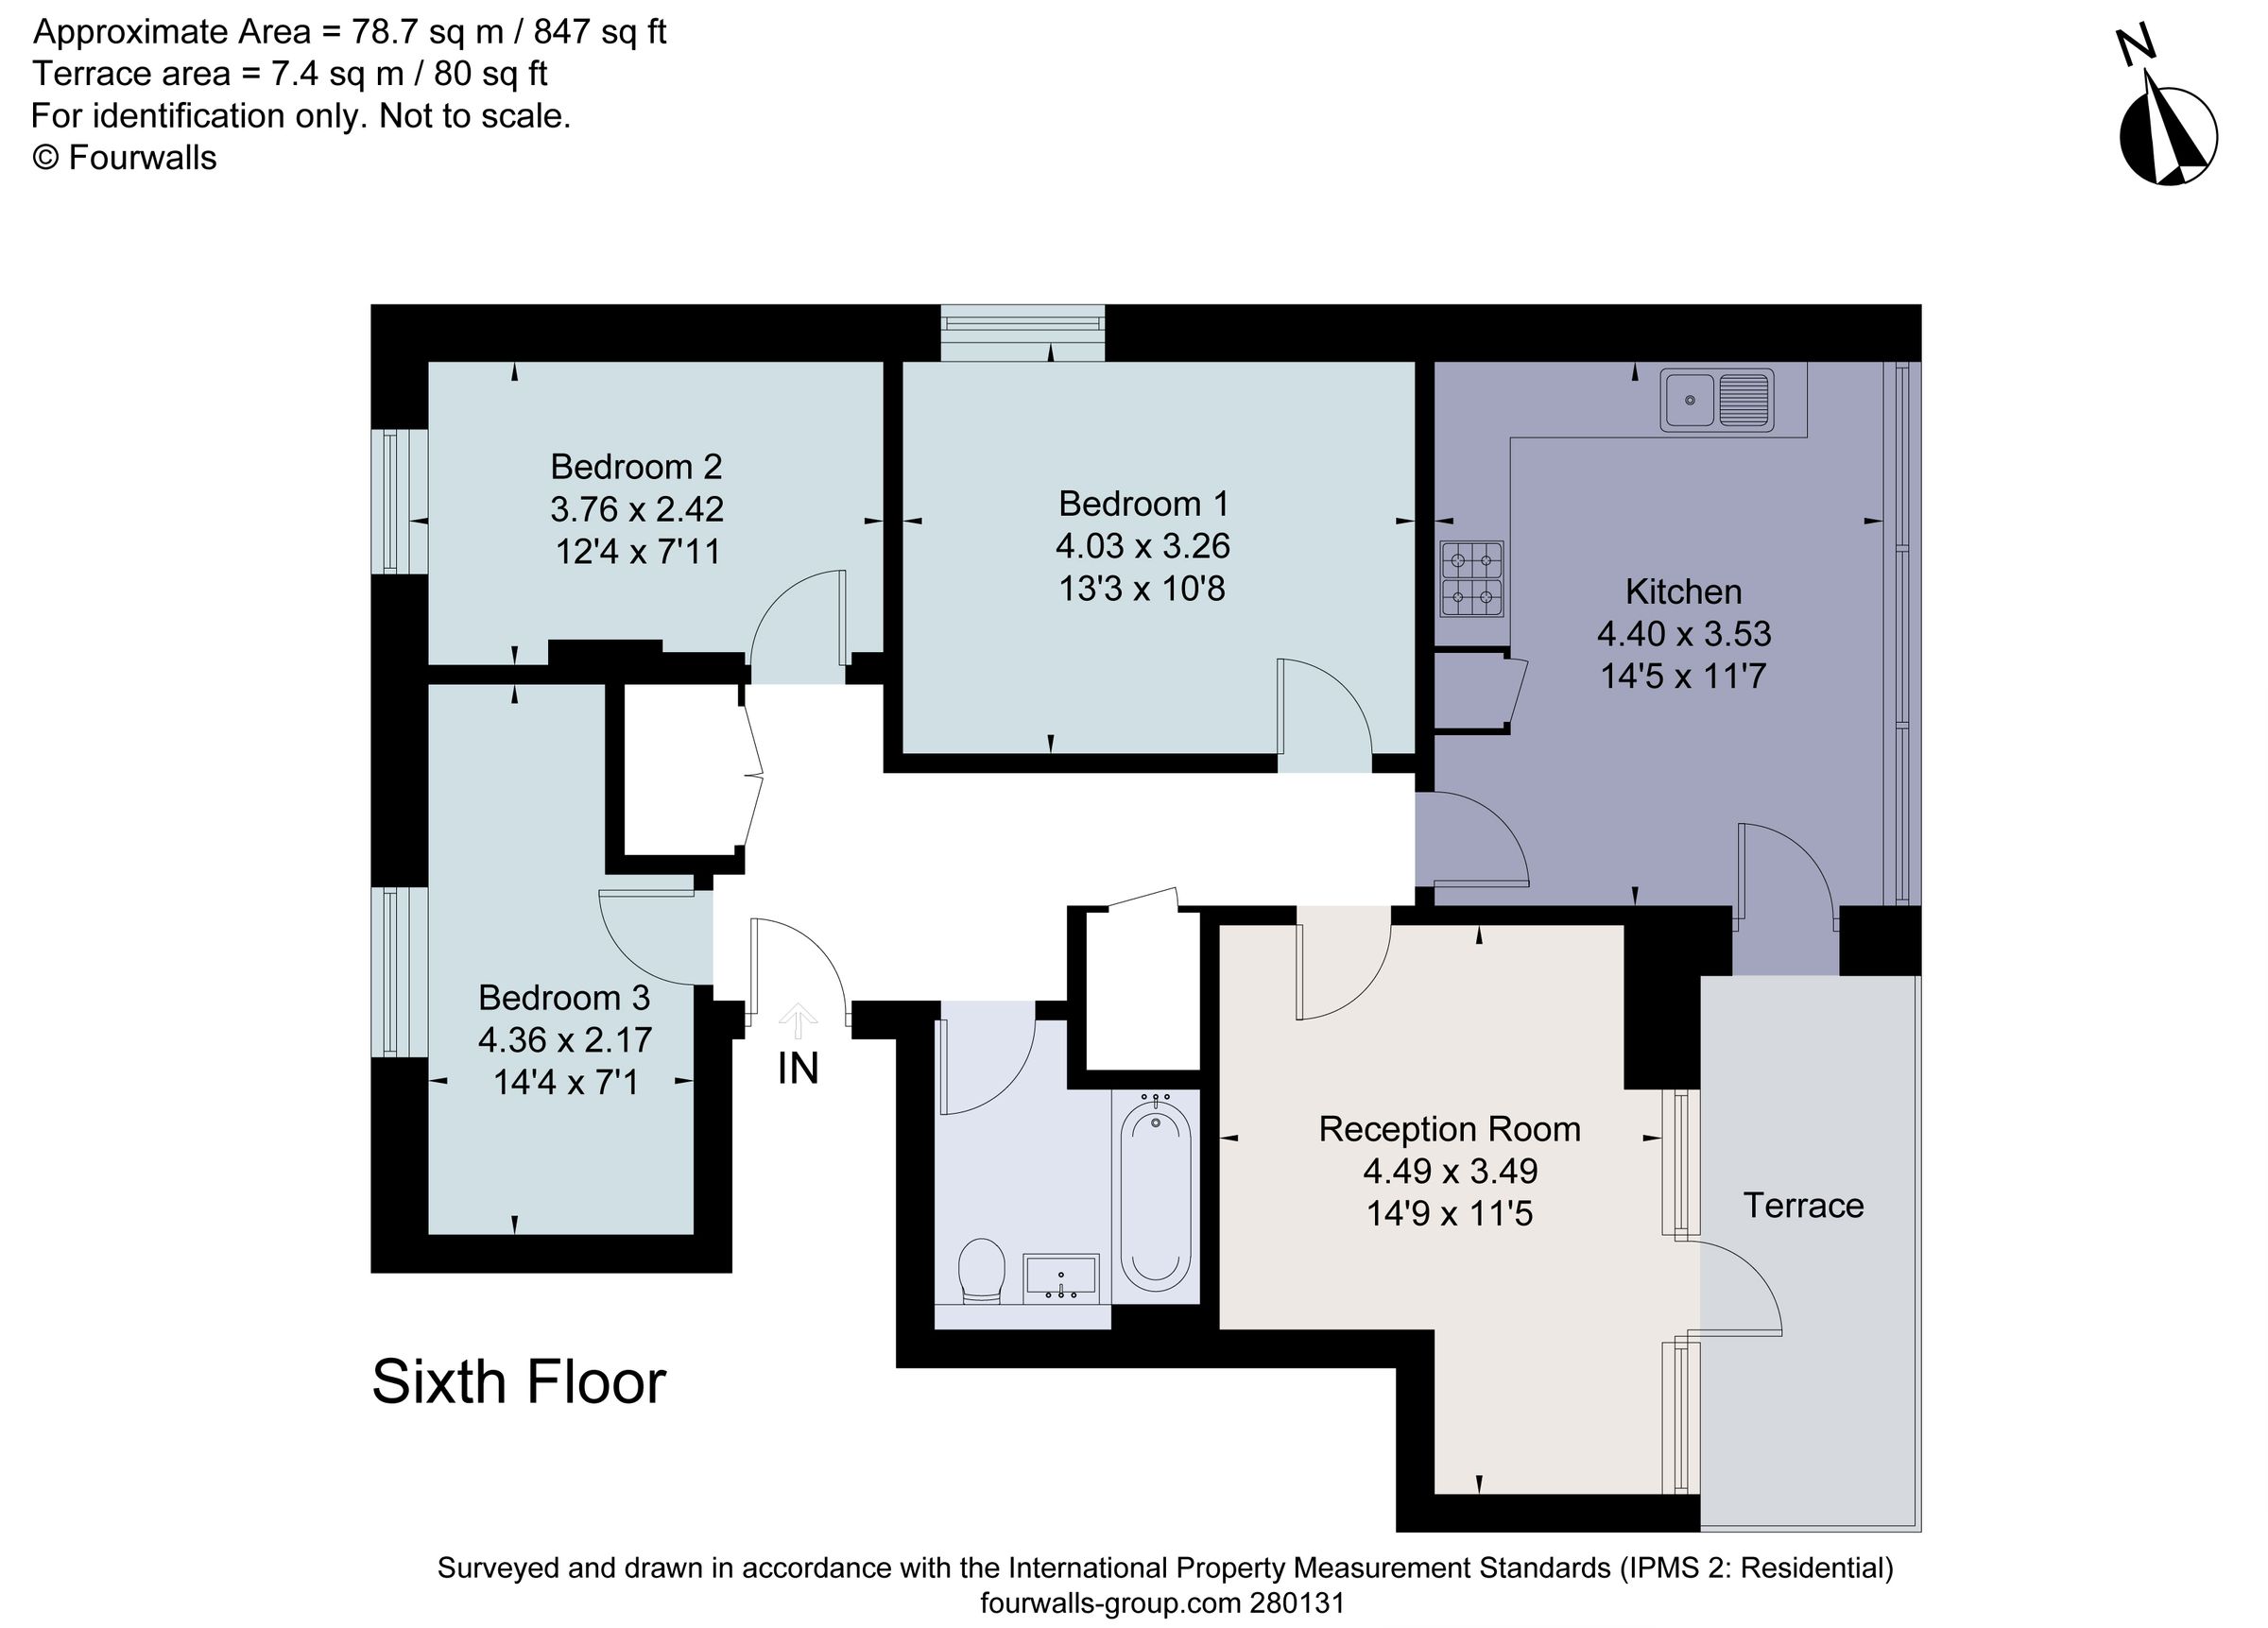 Approximate Area = 78.7 sq m / 847 sq ft
Terrace area = 7.4 sq m / 80 sq ft
For identification only. Not to scale.
© Fourwalls
N
Bedroom 2
3.76 x 2.42
12'4 x 7'11
Bedroom 1
4.03 x 3.26
13'3 x 10'8
Kitchen
4.40 x 3.53
14'5 x 11'7
Bedroom 3
4.36 x 2.17
14'4 x 7'1
IN
Reception Room
4.49 x 3.49
14'9 x 11'5
Terrace
Sixth Floor
Surveyed and drawn in accordance with the International Property Measurement Standards (IPMS 2: Residential)
fourwalls-group.com 280131